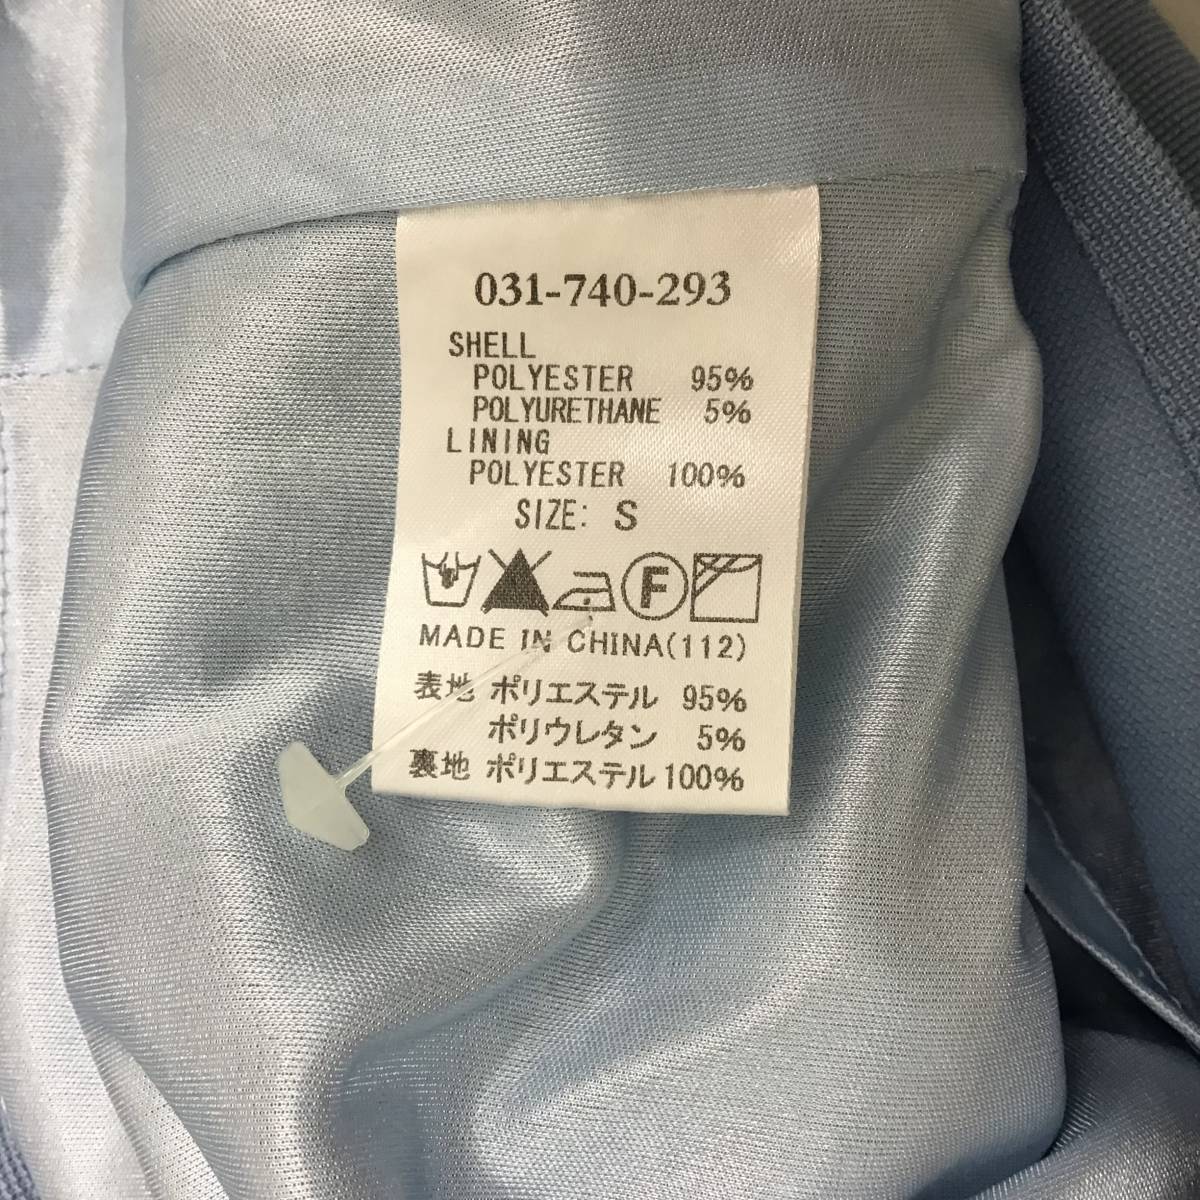 031-740-293
SHELL
POLYESTER 95%
POLYURETHANE 5%
LINING
POLYESTER 100%
SIZE: S
F
MADE IN CHINA(112)
表地 ポリエステル 95%
ポリウレタン 5%
裏地 ポリエステル 100%